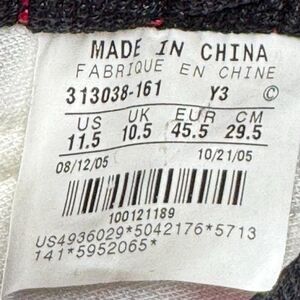 MADE IN CHINA
FABRIQUE EN CHINE
313038-161 Y3 ©
US UK EUR CM
11.5 10.5 45.5 29.5
08/12/05 10/21/05
100121189
US4936029*5042176*5713
141*5952065*